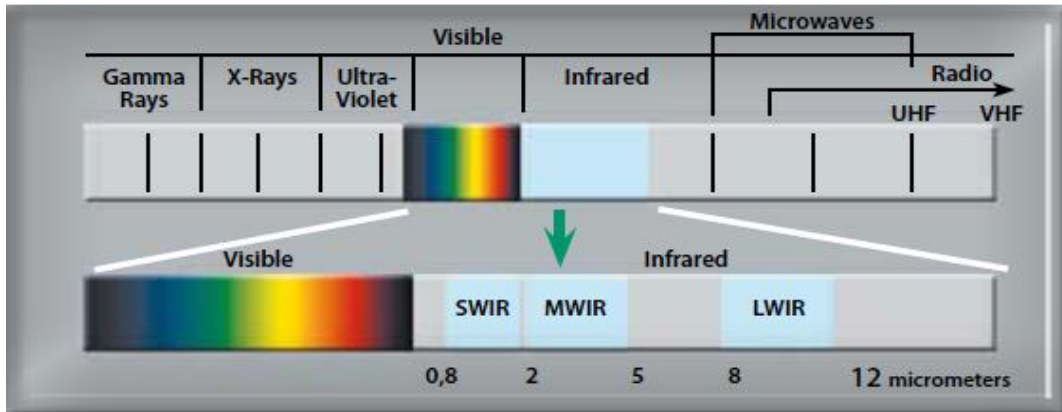 Microwaves
Visible
Gamma Rays
X-Rays
Ultra-
Violet
Infrared
Radio
UHF VHF
Visible Infrared
SWIR MWIR LWIR
0,8 2 5 8 12 micrometers